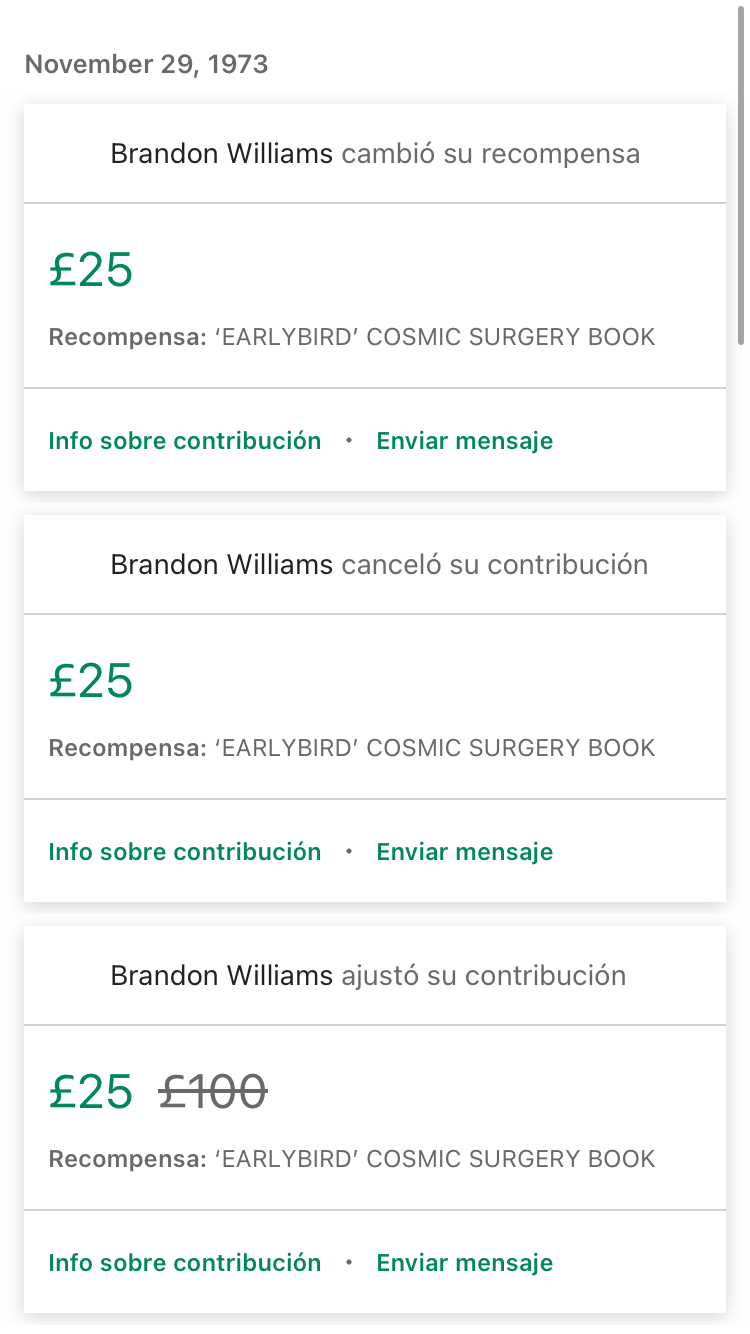 November 29, 1973
Brandon Williams cambió su recompensa
£25
Recompensa: ‘EARLYBIRD’ COSMIC SURGERY BOOK
Info sobre contribución • Enviar mensaje
Brandon Williams canceló su contribución
£25
Recompensa: ‘EARLYBIRD’ COSMIC SURGERY BOOK
Info sobre contribución • Enviar mensaje
Brandon Williams ajustó su contribución
£25 £100
Recompensa: ‘EARLYBIRD’ COSMIC SURGERY BOOK
Info sobre contribución • Enviar mensaje